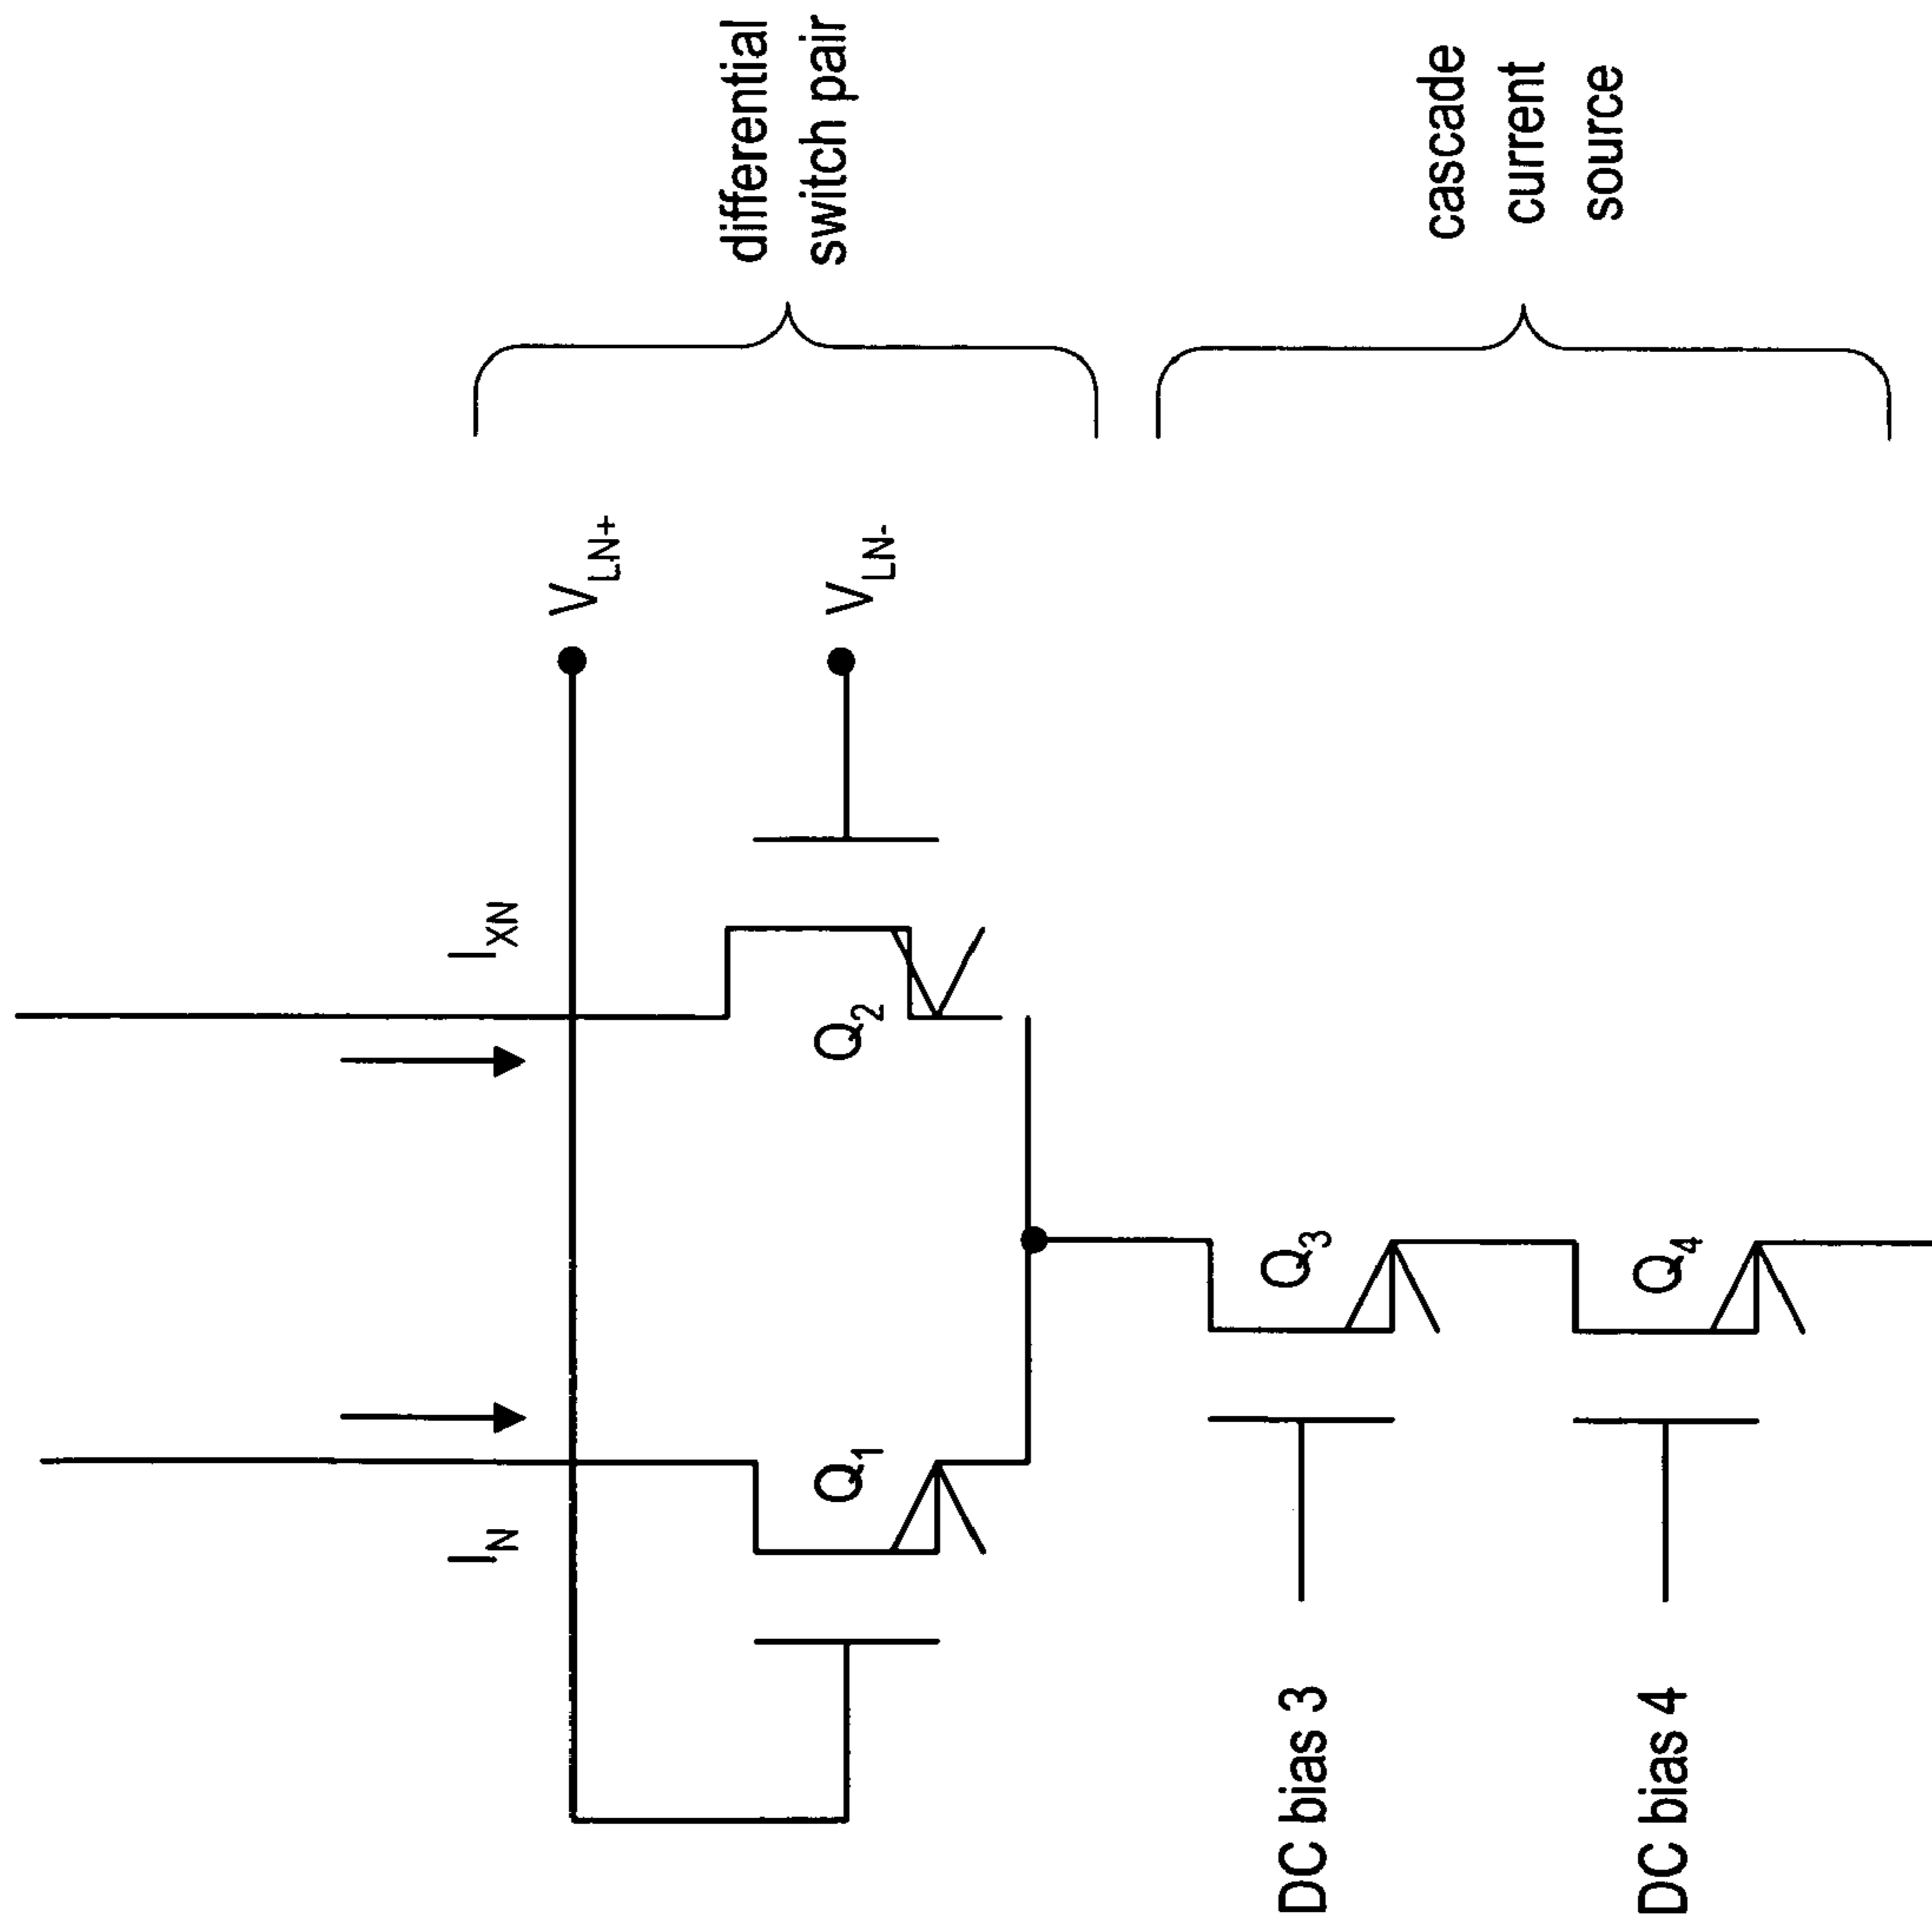 differential
switch pair
cascade
current
source
V_LN+
V_LN-
I_XN
I_N
Q_2
Q_1
Q_3
Q_4
DC bias 3
DC bias 4